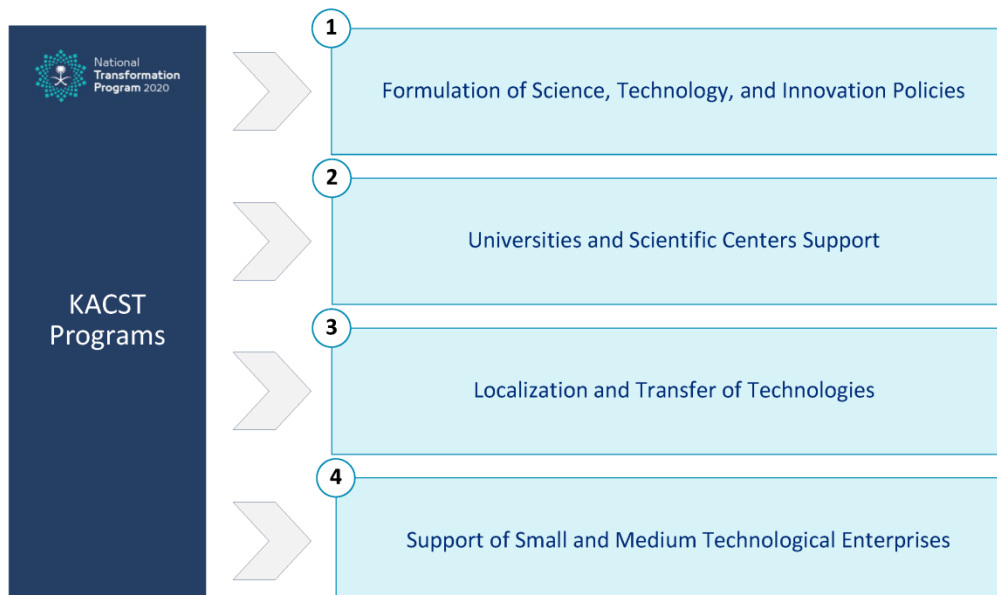 National
Transformation
Program 2020
KACST
Programs
1
Formulation of Science, Technology, and Innovation Policies
2
Universities and Scientific Centers Support
3
Localization and Transfer of Technologies
4
Support of Small and Medium Technological Enterprises